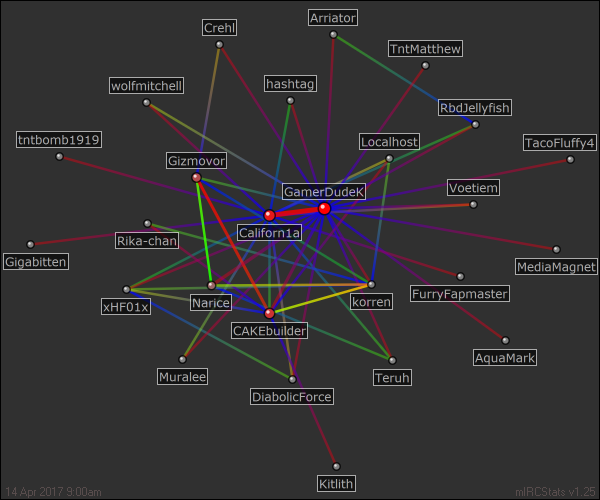 Arriator
Crehl
TntMatthew
wolfmitchell
hashtag
RbdJellyfish
tntbomb1919
Localhost
TacoFluffy4
Gizmovor
GamerDudeK
Voetiem
Californ1a
Rika-chan
Gigabitten
MediaMagnet
FurryFapmaster
xHF01x
Narice
korren
CAKEbuilder
AquaMark
Muralee
Teruh
DiabolicForce
Kitlith
14 Apr 2017 9:00am
mIRCStats v1.25